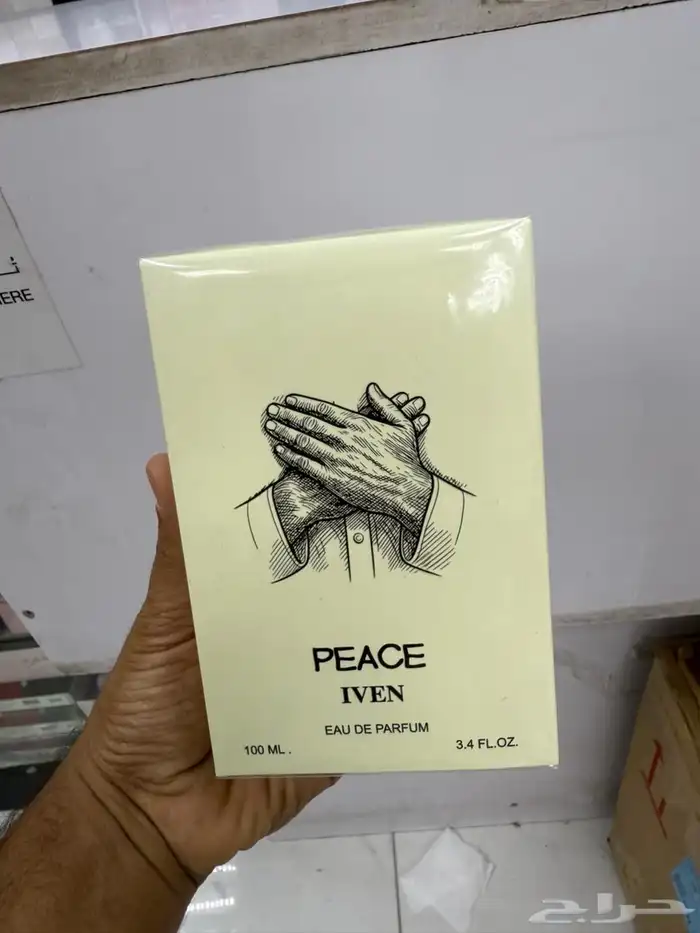 ERE
PEACE
IVEN
EAU DE PARFUM
100 ML .
3.4 FL.OZ.
حراج